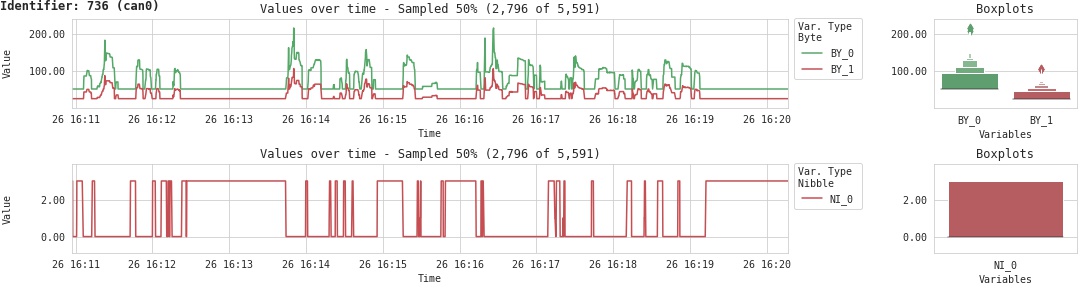 Identifier: 736 (can0)
Values over time - Sampled 50% (2,796 of 5,591)
Boxplots
Value
200.00
100.00
26 16:11 26 16:12 26 16:13 26 16:14 26 16:15 26 16:16 26 16:17 26 16:18 26 16:19 26 16:20
Time
Var. Type
Byte
BY_0
BY_1
200.00
100.00
BY_0 BY_1
Variables
Values over time - Sampled 50% (2,796 of 5,591)
Boxplots
Value
2.00
0.00
26 16:11 26 16:12 26 16:13 26 16:14 26 16:15 26 16:16 26 16:17 26 16:18 26 16:19 26 16:20
Time
Var. Type
Nibble
NI_0
2.00
0.00
NI_0
Variables